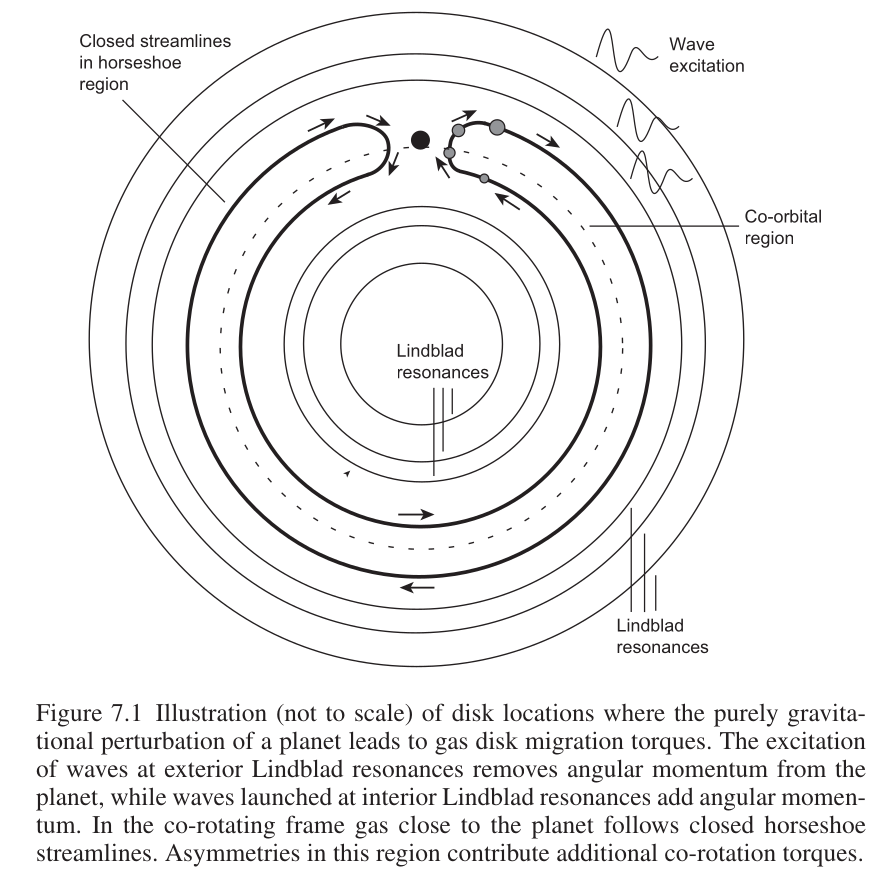 Closed streamlines
in horseshoe
region
Wave
excitation
Co-orbital
region
Lindblad
resonances
Lindblad
resonances
Figure 7.1 Illustration (not to scale) of disk locations where the purely gravita-
tional perturbation of a planet leads to gas disk migration torques. The excitation
of waves at exterior Lindblad resonances removes angular momentum from the
planet, while waves launched at interior Lindblad resonances add angular momen-
tum. In the co-rotating frame gas close to the planet follows closed horseshoe
streamlines. Asymmetries in this region contribute additional co-rotation torques.